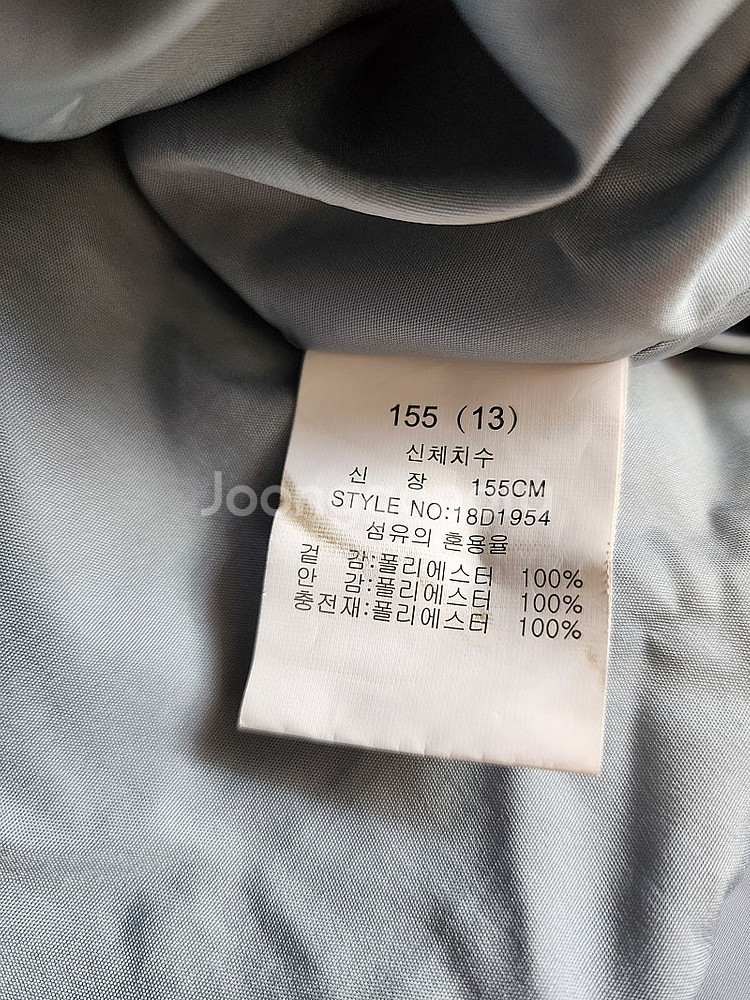 155 (13)
신체치수
신 장 155CM
STYLE NO:18D1954
섬유의 혼용율
겉 감:폴리에스터 100%
안 감:폴리에스터 100%
충전재:폴리에스터 100%